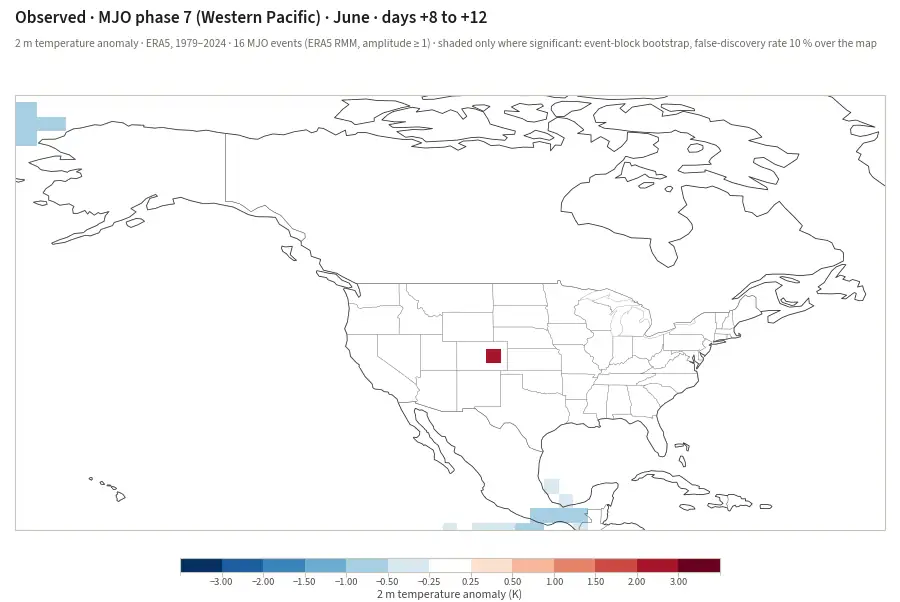 Observed · MJO phase 7 (Western Pacific) · June · days +8 to +12
2 m temperature anomaly · ERA5, 1979–2024 · 16 MJO events (ERA5 RMM, amplitude ≥ 1) · shaded only where significant: event-block bootstrap, false-discovery rate 10 % over the map
−3.00 −2.00 −1.50 −1.00 −0.50 −0.25 0.25 0.50 1.00 1.50 2.00 3.00
2 m temperature anomaly (K)